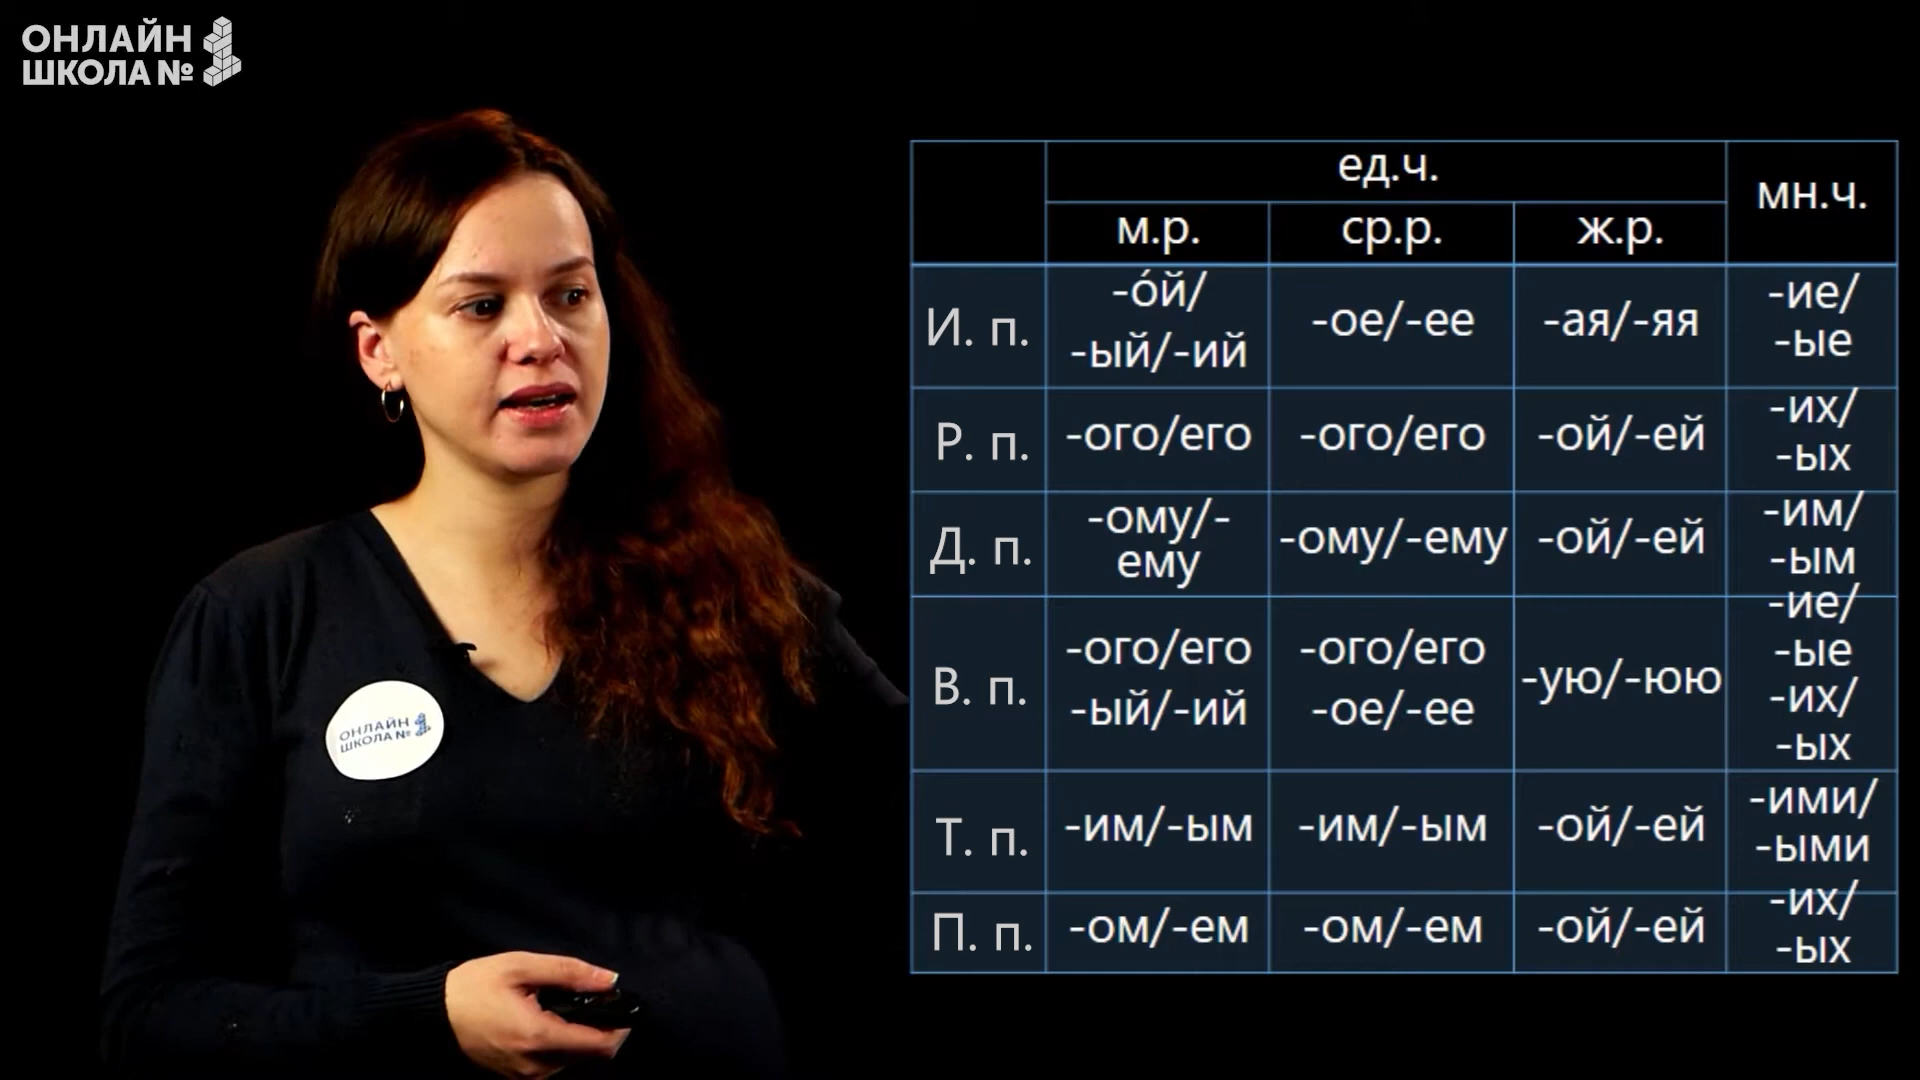 ОНЛАЙН
ШКОЛА № 1
ОНЛАЙН
ШКОЛА № 1
ед.ч.
мн.ч.
м.р.
ср.р.
ж.р.
И. п.
-о́й/
-ый/-ий
-ое/-ее
-ая/-яя
-ие/
-ые
Р. п.
-ого/его
-ого/его
-ой/-ей
-их/
-ых
Д. п.
-ому/-
ему
-ому/-ему
-ой/-ей
-им/
-ым
В. п.
-ого/его
-ый/-ий
-ого/его
-ое/-ее
-ую/-юю
-ие/
-ые
-их/
-ых
Т. п.
-им/-ым
-им/-ым
-ой/-ей
-ими/
-ыми
П. п.
-ом/-ем
-ом/-ем
-ой/-ей
-их/
-ых